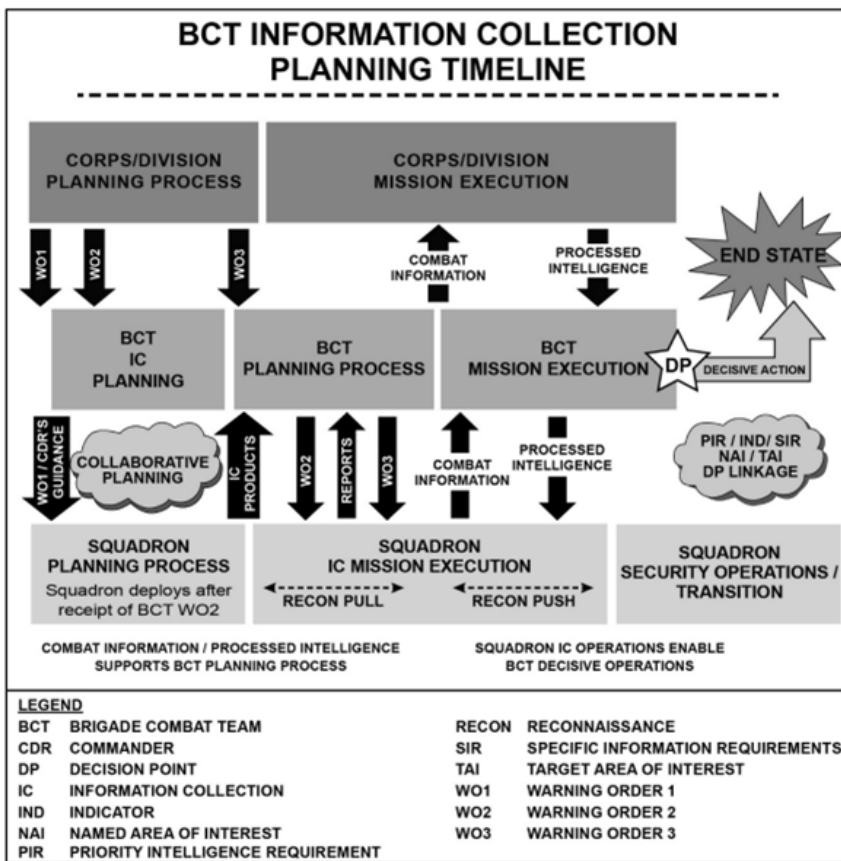 BCT INFORMATION COLLECTION
PLANNING TIMELINE
CORPS/DIVISION
PLANNING PROCESS
CORPS/DIVISION
MISSION EXECUTION
WO1
WO2
WO3
COMBAT
INFORMATION
PROCESSED
INTELLIGENCE
END STATE
BCT
IC
PLANNING
BCT
PLANNING PROCESS
BCT
MISSION EXECUTION
DP
DECISIVE ACTION
WO1 / CDR'S
GUIDANCE
COLLABORATIVE
PLANNING
IC
PRODUCTS
WO2
REPORTS
WO3
COMBAT
INFORMATION
PROCESSED
INTELLIGENCE
PIR / IND/ SIR
NAI / TAI
DP LINKAGE
SQUADRON
PLANNING PROCESS
Squadron deploys after
receipt of BCT WO2
SQUADRON
IC MISSION EXECUTION
RECON PULL
RECON PUSH
SQUADRON
SECURITY OPERATIONS /
TRANSITION
COMBAT INFORMATION / PROCESSED INTELLIGENCE
SUPPORTS BCT PLANNING PROCESS
SQUADRON IC OPERATIONS ENABLE
BCT DECISIVE OPERATIONS
LEGEND
BCT BRIGADE COMBAT TEAM
CDR COMMANDER
DP DECISION POINT
IC INFORMATION COLLECTION
IND INDICATOR
NAI NAMED AREA OF INTEREST
PIR PRIORITY INTELLIGENCE REQUIREMENT
RECON RECONNAISSANCE
SIR SPECIFIC INFORMATION REQUIREMENTS
TAI TARGET AREA OF INTEREST
WO1 WARNING ORDER 1
WO2 WARNING ORDER 2
WO3 WARNING ORDER 3